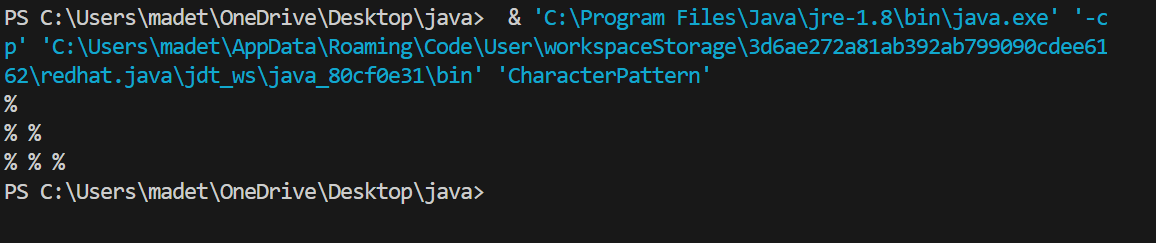 PS C:\Users\madet\OneDrive\Desktop\java>  & 'C:\Program Files\Java\jre-1.8\bin\java.exe' '-c
p' 'C:\Users\madet\AppData\Roaming\Code\User\workspaceStorage\3d6ae272a81ab392ab799090cdee61
62\redhat.java\jdt_ws\java_80cf0e31\bin' 'CharacterPattern'
%
% %
% % %
PS C:\Users\madet\OneDrive\Desktop\java>